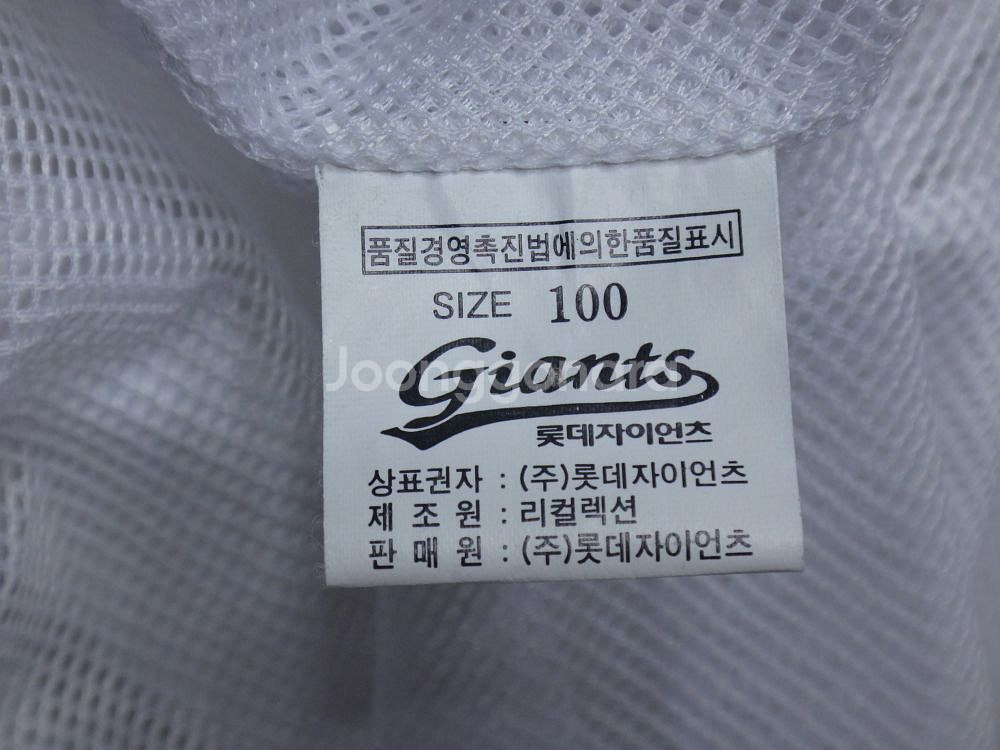 품질경영촉진법에의한품질표시
SIZE 100
Giants
롯데자이언츠
상표권자 : (주)롯데자이언츠
제 조 원 : 리컬렉션
판 매 원 : (주)롯데자이언츠